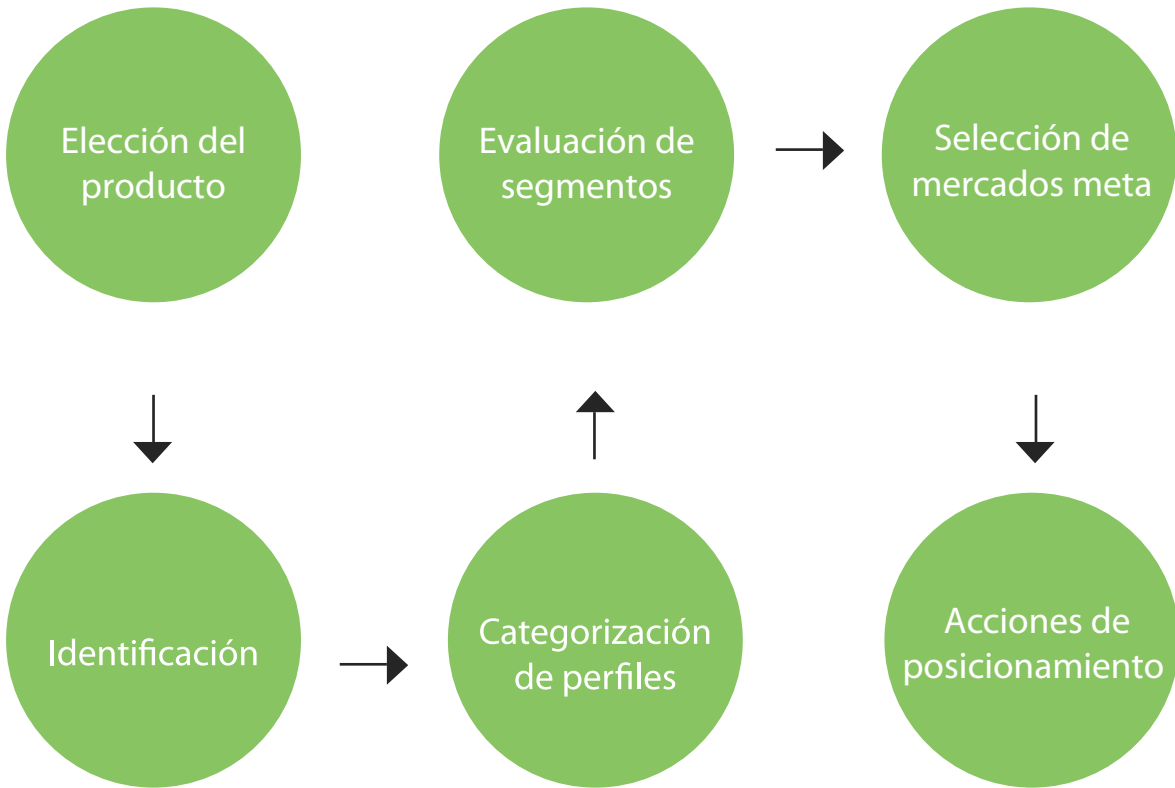 Elección del
producto
Identificación
Categorización
de perfiles
Evaluación de
segmentos
Selección de
mercados meta
Acciones de
posicionamiento